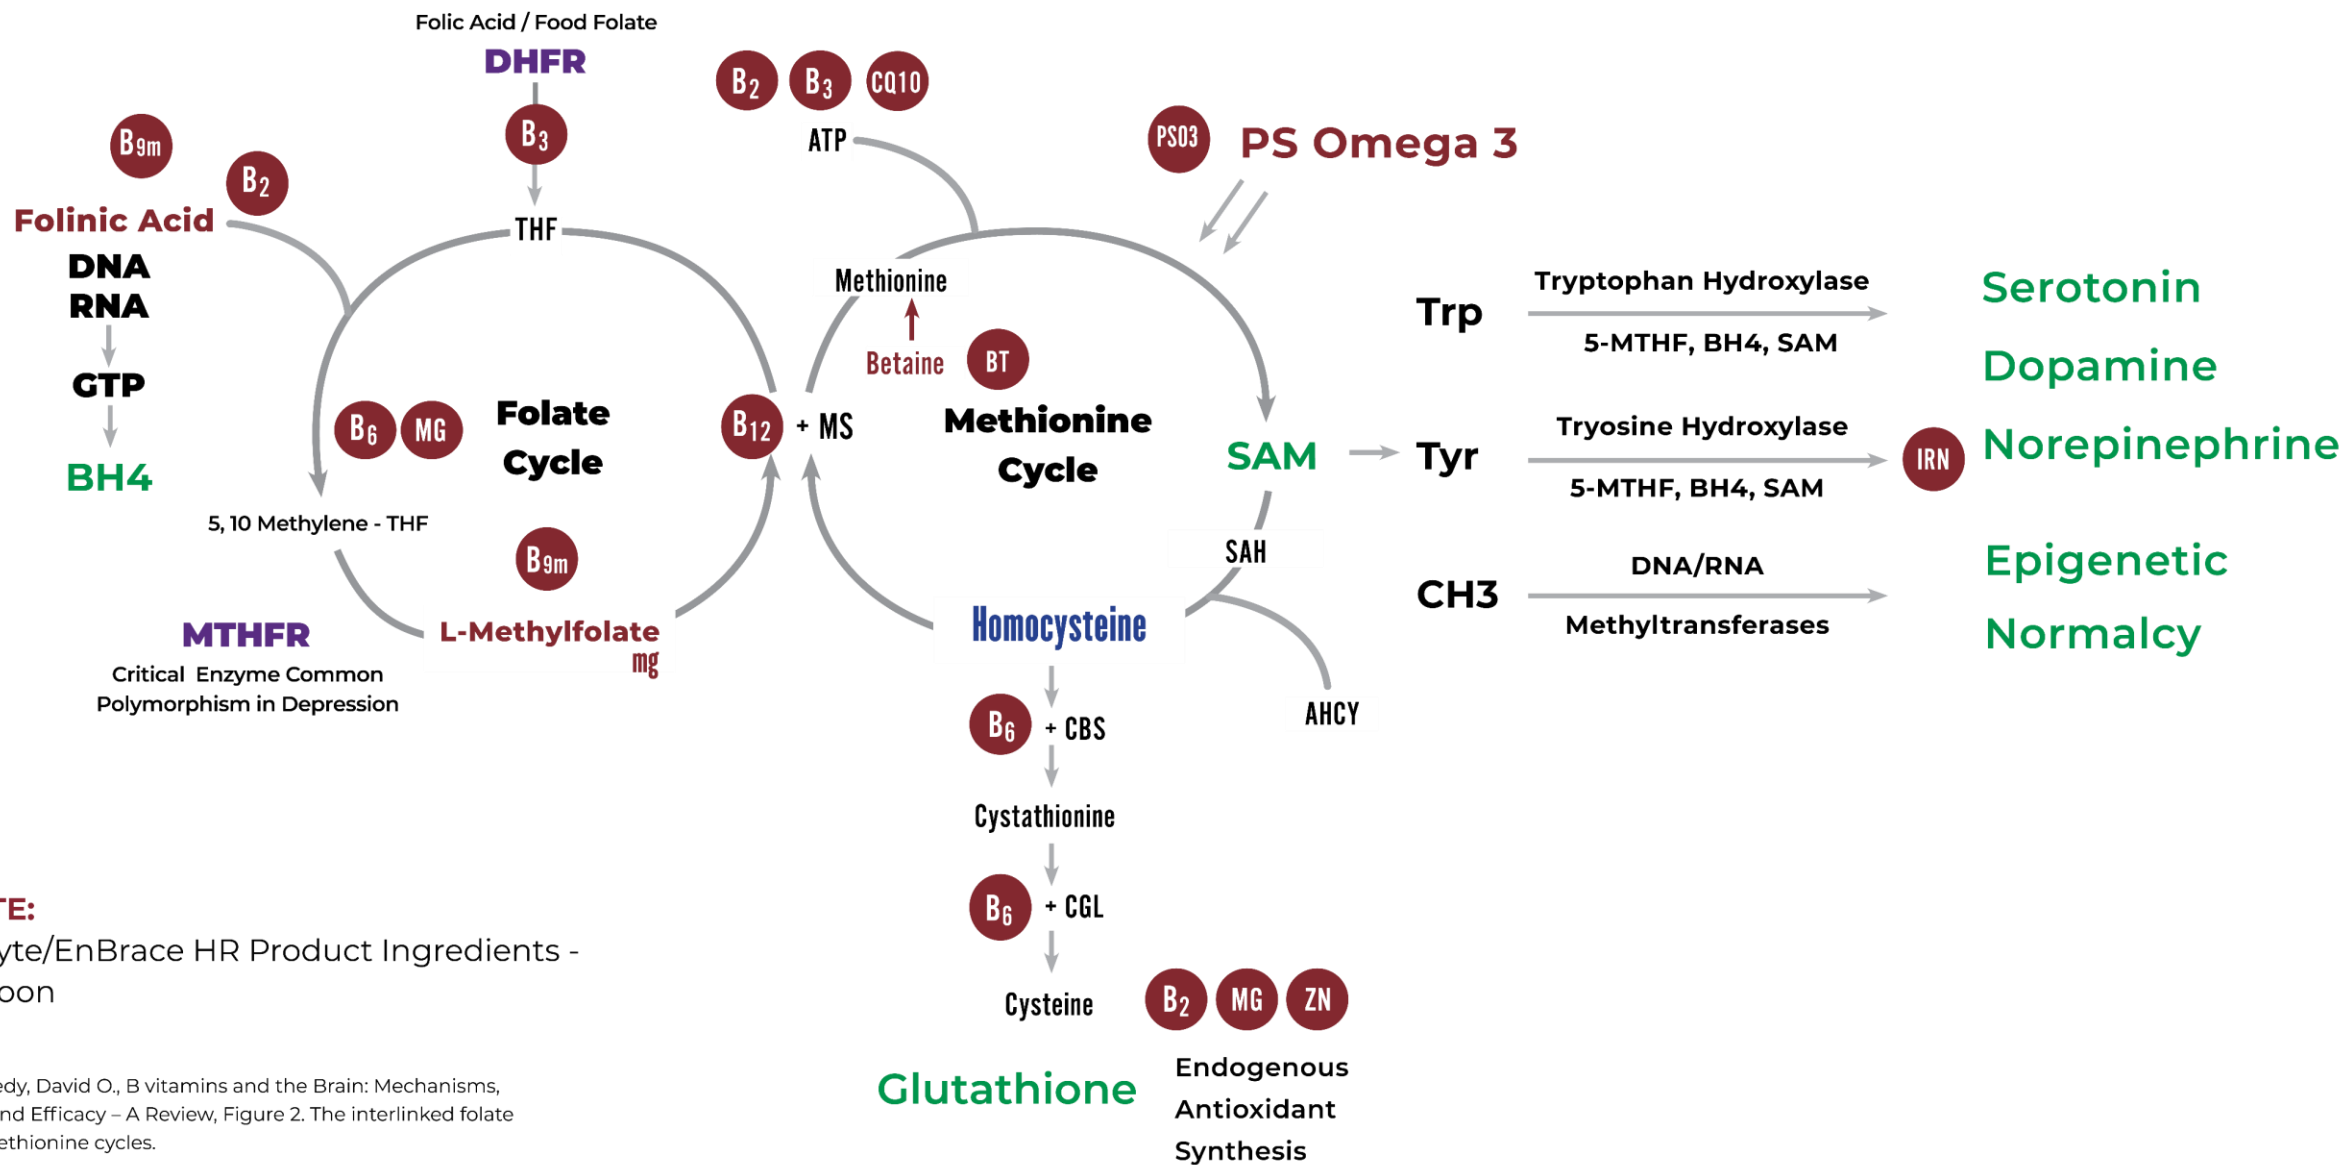 Folic Acid / Food Folate
DHFR
B3
THF
B9m
B2
Folinic Acid
DNA
RNA
GTP
BH4
B6
MG
Folate
Cycle
5, 10 Methylene - THF
B9m
MTHFR
Critical Enzyme Common
Polymorphism in Depression
L-Methylfolate
mg
B2
B3
CQ10
ATP
PS03
PS Omega 3
Methionine
Betaine
BT
B12 + MS
Methionine
Cycle
SAM
SAH
Homocysteine
AHCY
B6 + CBS
Cystathionine
B6 + CGL
Cysteine
B2
MG
ZN
Glutathione
Endogenous
Antioxidant
Synthesis
Trp
Tryptophan Hydroxylase
5-MTHF, BH4, SAM
Serotonin
Dopamine
Tyr
Tryosine Hydroxylase
5-MTHF, BH4, SAM
IRN
Norepinephrine
CH3
DNA/RNA
Methyltransferases
Epigenetic
Normalcy
TE:
yte/EnBrace HR Product Ingredients -
oon
edy, David O., B vitamins and the Brain: Mechanisms,
nd Efficacy – A Review, Figure 2. The interlinked folate
ethionine cycles.